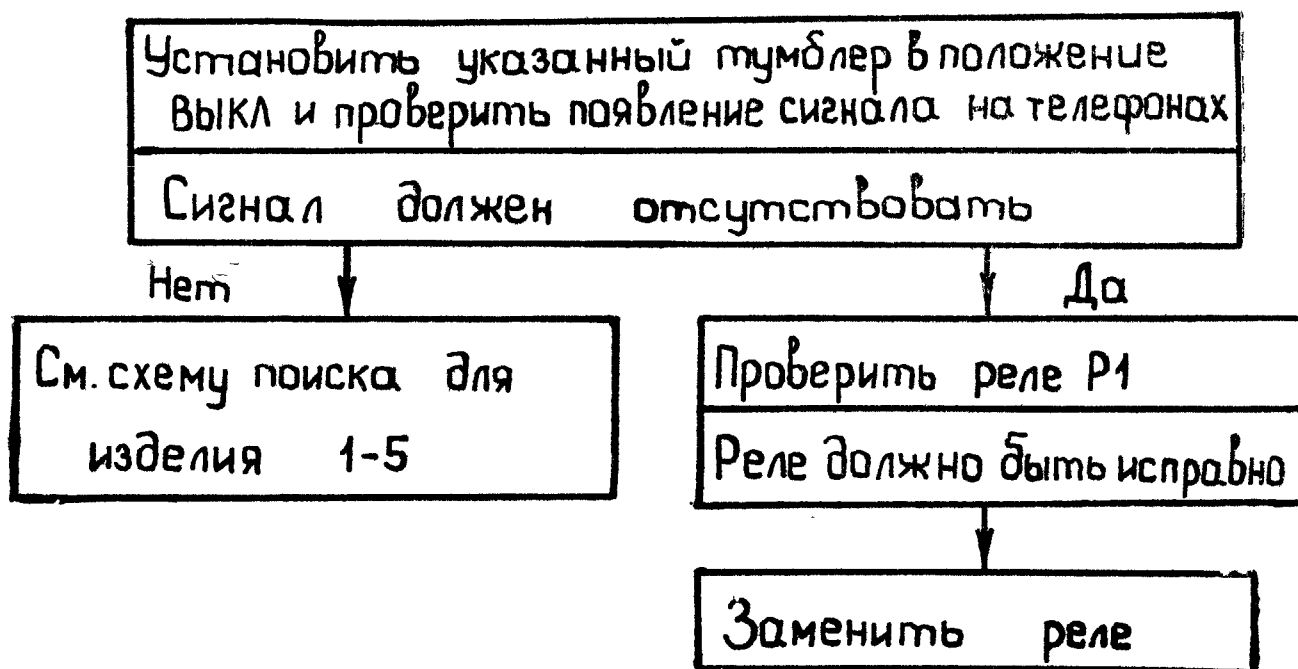 Установить указанный тумблер в положение
ВЫКЛ и проверить появление сигнала на телефонах
Сигнал должен отсутствовать
Нет
Да
См. схему поиска для
изделия 1-5
Проверить реле Р1
Реле должно быть исправно
Заменить реле